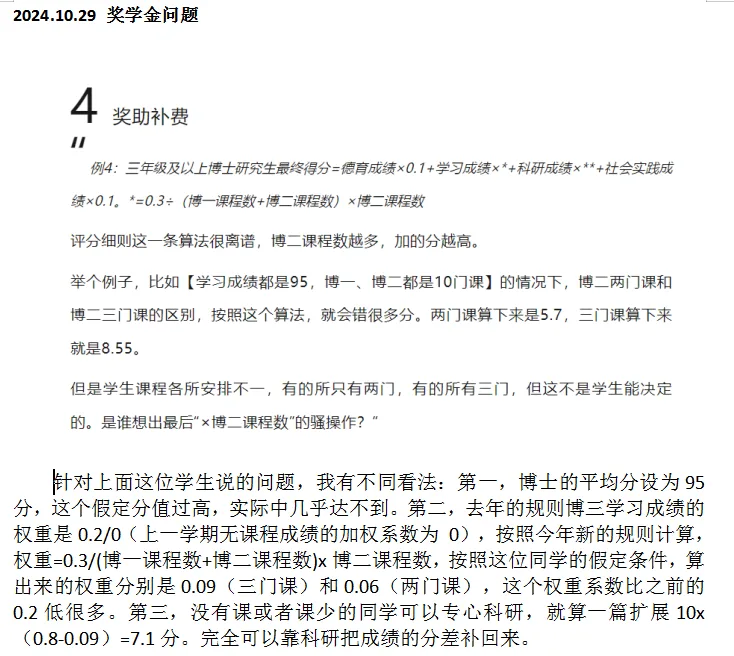 2024.10.29 奖学金问题
4 奖助补费
“
例4：三年级及以上博士研究生最终得分=德育成绩×0.1+学习成绩×*+科研成绩×**+社会实践成
绩×0.1。*=0.3÷（博一课程数+博二课程数）×博二课程数
评分细则这一条算法很离谱，博二课程数越多，加的分越高。
举个例子，比如【学习成绩都是95，博一、博二都是10门课】的情况下，博二两门课和
博二三门课的区别，按照这个算法，就会错很多分。两门课算下来是5.7，三门课算下来
就是8.55。
但是学生课程各所安排不一，有的所只有两门，有的所有三门，但这不是学生能决定
的。是谁想出最后“×博二课程数”的骚操作？”
针对上面这位学生说的问题，我有不同看法：第一，博士的平均分设为 95
分，这个假定分值过高，实际中几乎达不到。第二，去年的规则博三学习成绩的
权重是 0.2/0（上一学期无课程成绩的加权系数为 0），按照今年新的规则计算，
权重=0.3/(博一课程数+博二课程数)x 博二课程数，按照这位同学的假定条件，算
出来的权重分别是 0.09（三门课）和 0.06（两门课），这个权重系数比之前的
0.2 低很多。第三，没有课或者课少的同学可以专心科研，就算一篇扩展 10x
（0.8-0.09）=7.1 分。完全可以靠科研把成绩的分差补回来。